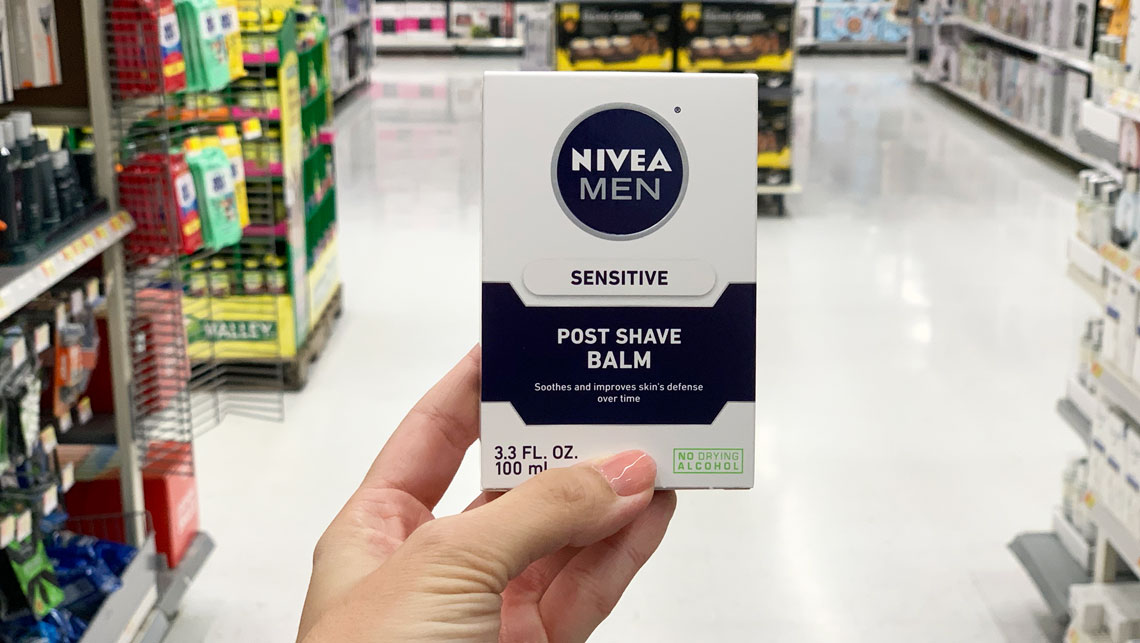 NIVEA
MEN
®
SENSITIVE
POST SHAVE
BALM
Soothes and improves skin's defense
over time
3.3 FL. OZ.
100 ml
NO DRYING
ALCOHOL
VALLEY